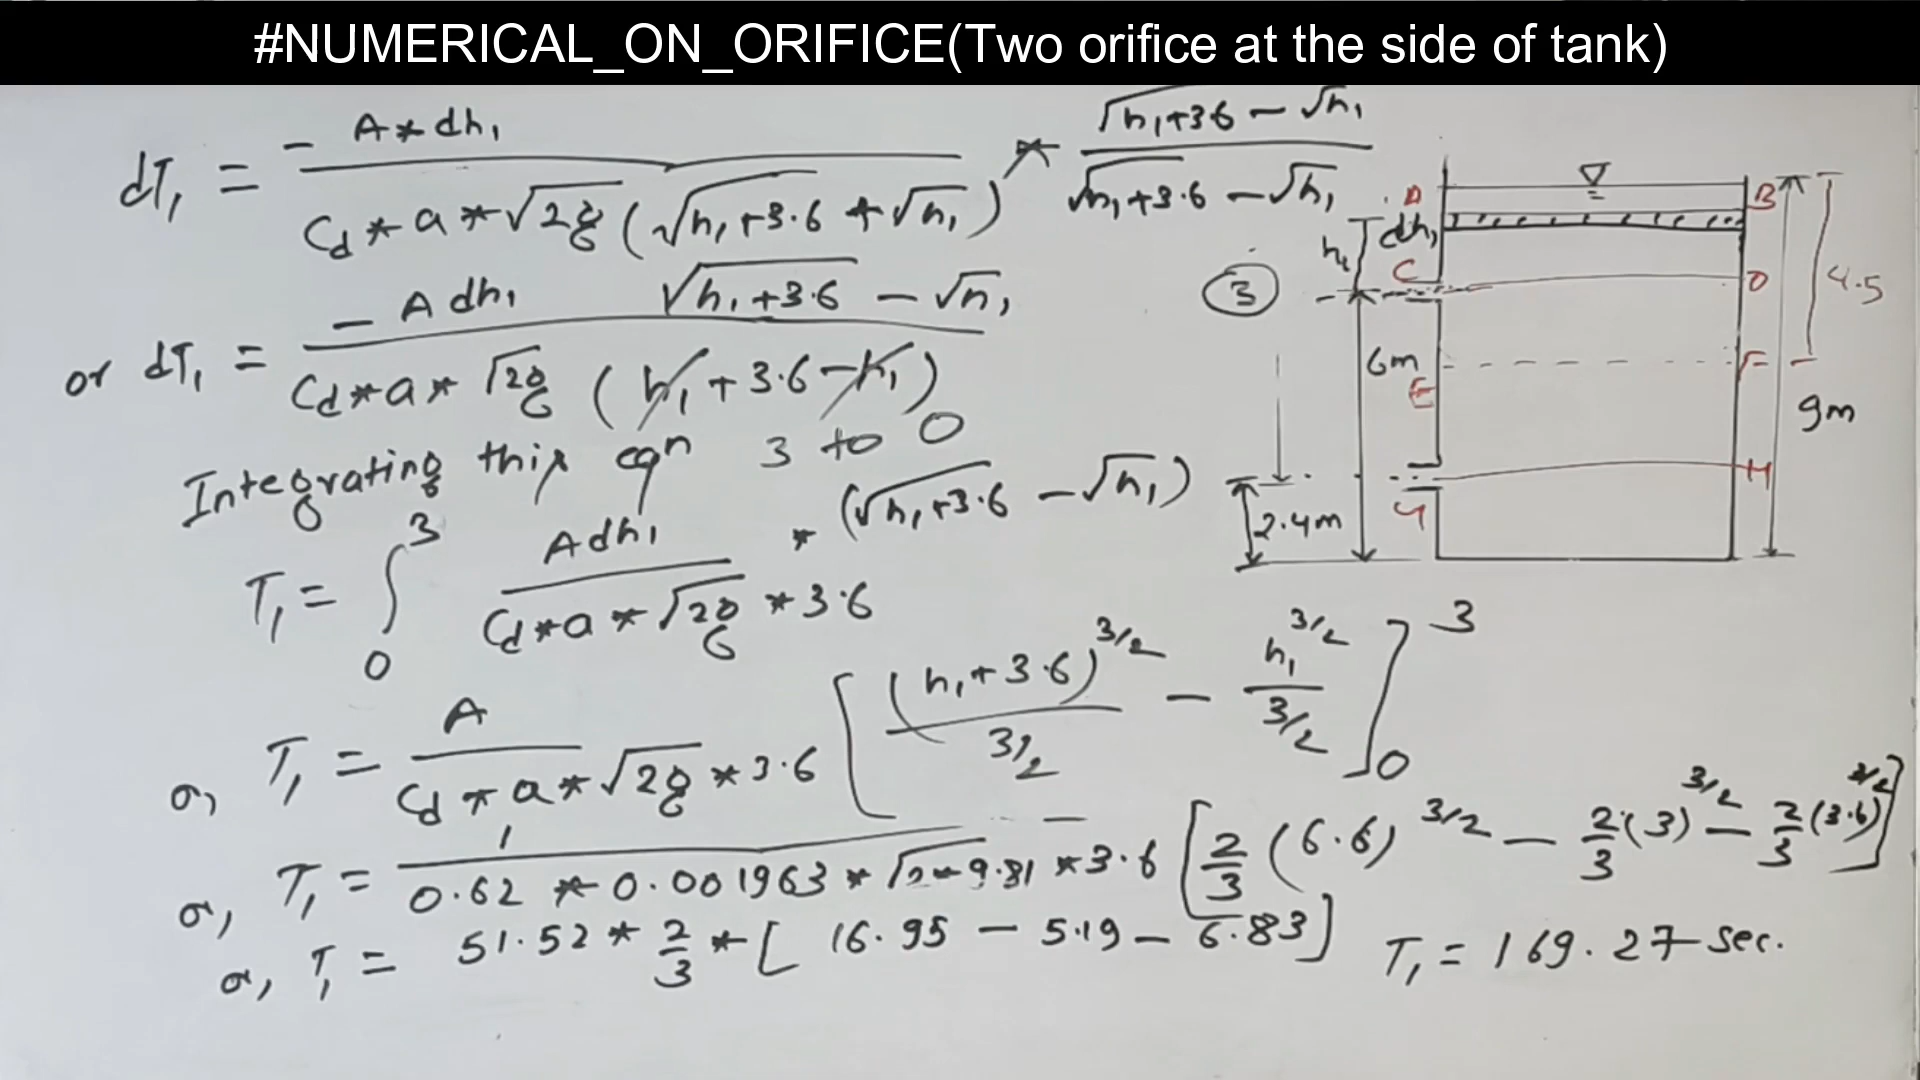 #NUMERICAL_ON_ORIFICE(Two orifice at the side of tank)
dT₁ = - A * dh₁ / Cd * a * √2g (√h₁+3.6 + √h₁) * √h₁+3.6 - √h₁ / √h₁+3.6 - √h₁
or dT₁ = - A dh₁ √h₁+3.6 - √h₁ / Cd * a * √2g (h₁ + 3.6 - h₁)
Integrating this eqn 3 to 0
T₁ = ∫₀³ A dh₁ / Cd * a * √2g * 3.6 * (√h₁+3.6 - √h₁)
or, T₁ = A / Cd * a * √2g * 3.6 [ (h₁+3.6)^3/2 / 3/2 - h₁^3/2 / 3/2 ]₀³
or, T₁ = 1 / 0.62 * 0.001963 * √2*9.81 * 3.6 [ 2/3 (6.6)^3/2 - 2/3 (3)^3/2 - 2/3 (3.6)^3/2 ]
or, T₁ = 51.52 * 2/3 * [ 16.95 - 5.19 - 6.83 ] T₁ = 169.27 sec.
B
dh₁
h₁
C
D
3
4.5
6m
E
F
9m
H
2.4m
G